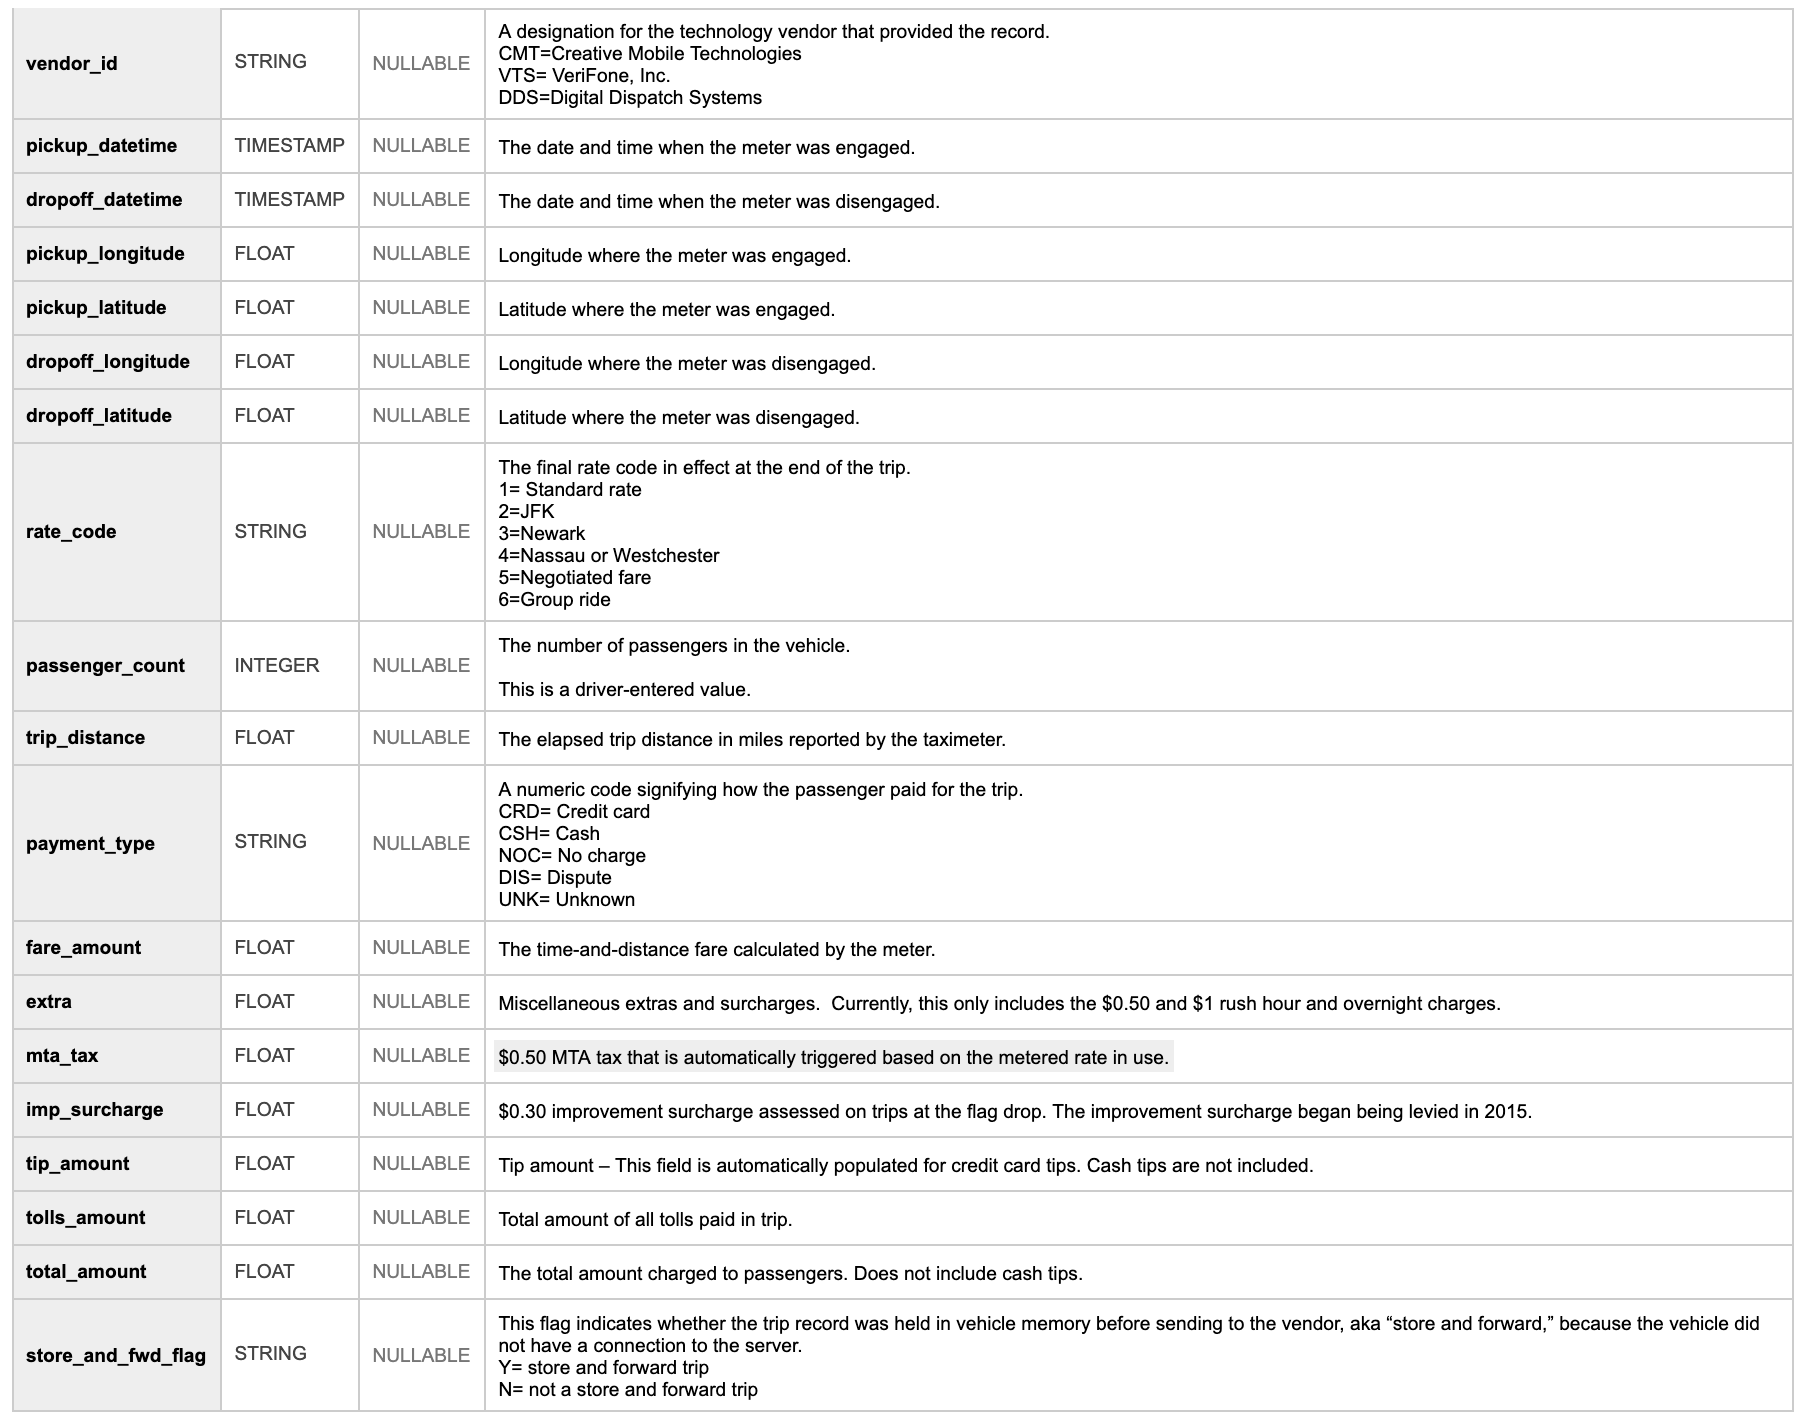 vendor_id STRING NULLABLE A designation for the technology vendor that provided the record.
CMT=Creative Mobile Technologies
VTS= VeriFone, Inc.
DDS=Digital Dispatch Systems
pickup_datetime TIMESTAMP NULLABLE The date and time when the meter was engaged.
dropoff_datetime TIMESTAMP NULLABLE The date and time when the meter was disengaged.
pickup_longitude FLOAT NULLABLE Longitude where the meter was engaged.
pickup_latitude FLOAT NULLABLE Latitude where the meter was engaged.
dropoff_longitude FLOAT NULLABLE Longitude where the meter was disengaged.
dropoff_latitude FLOAT NULLABLE Latitude where the meter was disengaged.
rate_code STRING NULLABLE The final rate code in effect at the end of the trip.
1= Standard rate
2=JFK
3=Newark
4=Nassau or Westchester
5=Negotiated fare
6=Group ride
passenger_count INTEGER NULLABLE The number of passengers in the vehicle.
This is a driver-entered value.
trip_distance FLOAT NULLABLE The elapsed trip distance in miles reported by the taximeter.
payment_type STRING NULLABLE A numeric code signifying how the passenger paid for the trip.
CRD= Credit card
CSH= Cash
NOC= No charge
DIS= Dispute
UNK= Unknown
fare_amount FLOAT NULLABLE The time-and-distance fare calculated by the meter.
extra FLOAT NULLABLE Miscellaneous extras and surcharges.  Currently, this only includes the $0.50 and $1 rush hour and overnight charges.
mta_tax FLOAT NULLABLE $0.50 MTA tax that is automatically triggered based on the metered rate in use.
imp_surcharge FLOAT NULLABLE $0.30 improvement surcharge assessed on trips at the flag drop. The improvement surcharge began being levied in 2015.
tip_amount FLOAT NULLABLE Tip amount – This field is automatically populated for credit card tips. Cash tips are not included.
tolls_amount FLOAT NULLABLE Total amount of all tolls paid in trip.
total_amount FLOAT NULLABLE The total amount charged to passengers. Does not include cash tips.
store_and_fwd_flag STRING NULLABLE This flag indicates whether the trip record was held in vehicle memory before sending to the vendor, aka “store and forward,” because the vehicle did
not have a connection to the server.
Y= store and forward trip
N= not a store and forward trip